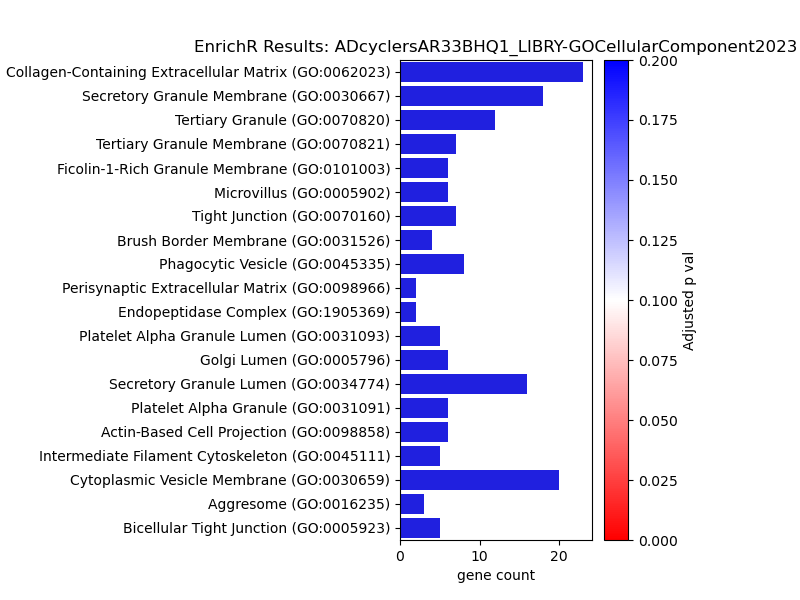 EnrichR Results: ADcyclersAR33BHQ1_LIBRY-GOCellularComponent2023
Collagen-Containing Extracellular Matrix (GO:0062023)
Secretory Granule Membrane (GO:0030667)
Tertiary Granule (GO:0070820)
Tertiary Granule Membrane (GO:0070821)
Ficolin-1-Rich Granule Membrane (GO:0101003)
Microvillus (GO:0005902)
Tight Junction (GO:0070160)
Brush Border Membrane (GO:0031526)
Phagocytic Vesicle (GO:0045335)
Perisynaptic Extracellular Matrix (GO:0098966)
Endopeptidase Complex (GO:1905369)
Platelet Alpha Granule Lumen (GO:0031093)
Golgi Lumen (GO:0005796)
Secretory Granule Lumen (GO:0034774)
Platelet Alpha Granule (GO:0031091)
Actin-Based Cell Projection (GO:0098858)
Intermediate Filament Cytoskeleton (GO:0045111)
Cytoplasmic Vesicle Membrane (GO:0030659)
Aggresome (GO:0016235)
Bicellular Tight Junction (GO:0005923)
0 10 20
gene count
0.200
0.175
0.150
0.125
0.100
0.075
0.050
0.025
0.000
Adjusted p val